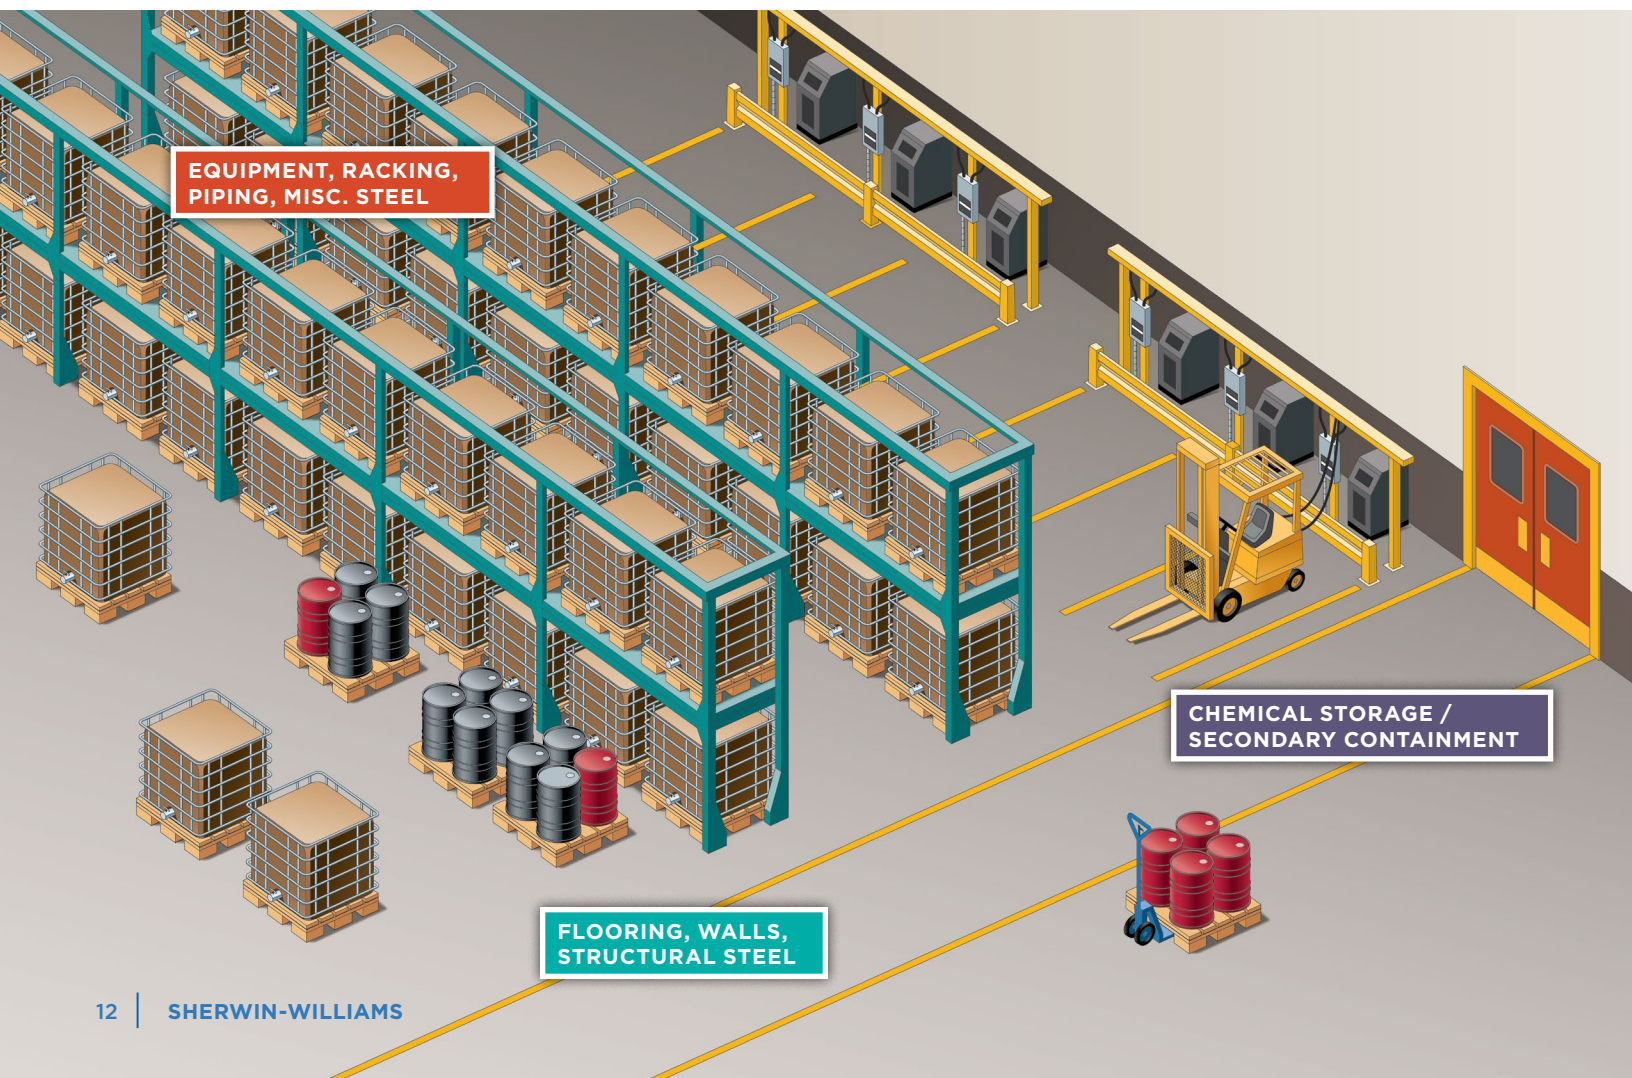 EQUIPMENT, RACKING,
PIPING, MISC. STEEL
CHEMICAL STORAGE /
SECONDARY CONTAINMENT
FLOORING, WALLS,
STRUCTURAL STEEL
12 | SHERWIN-WILLIAMS